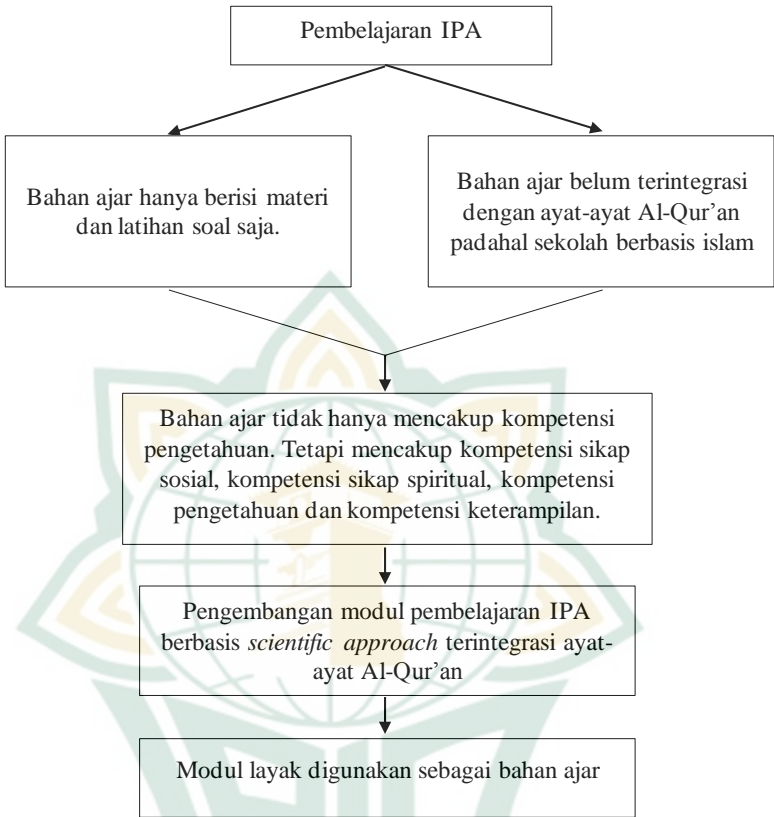 Pembelajaran IPA
Bahan ajar hanya berisi materi
dan latihan soal saja.
Bahan ajar belum terintegrasi
dengan ayat-ayat Al-Qur’an
padahal sekolah berbasis islam
Bahan ajar tidak hanya mencakup kompetensi
pengetahuan. Tetapi mencakup kompetensi sikap
sosial, kompetensi sikap spiritual, kompetensi
pengetahuan dan kompetensi keterampilan.
Pengembangan modul pembelajaran IPA
berbasis scientific approach terintegrasi ayat-
ayat Al-Qur’an
Modul layak digunakan sebagai bahan ajar